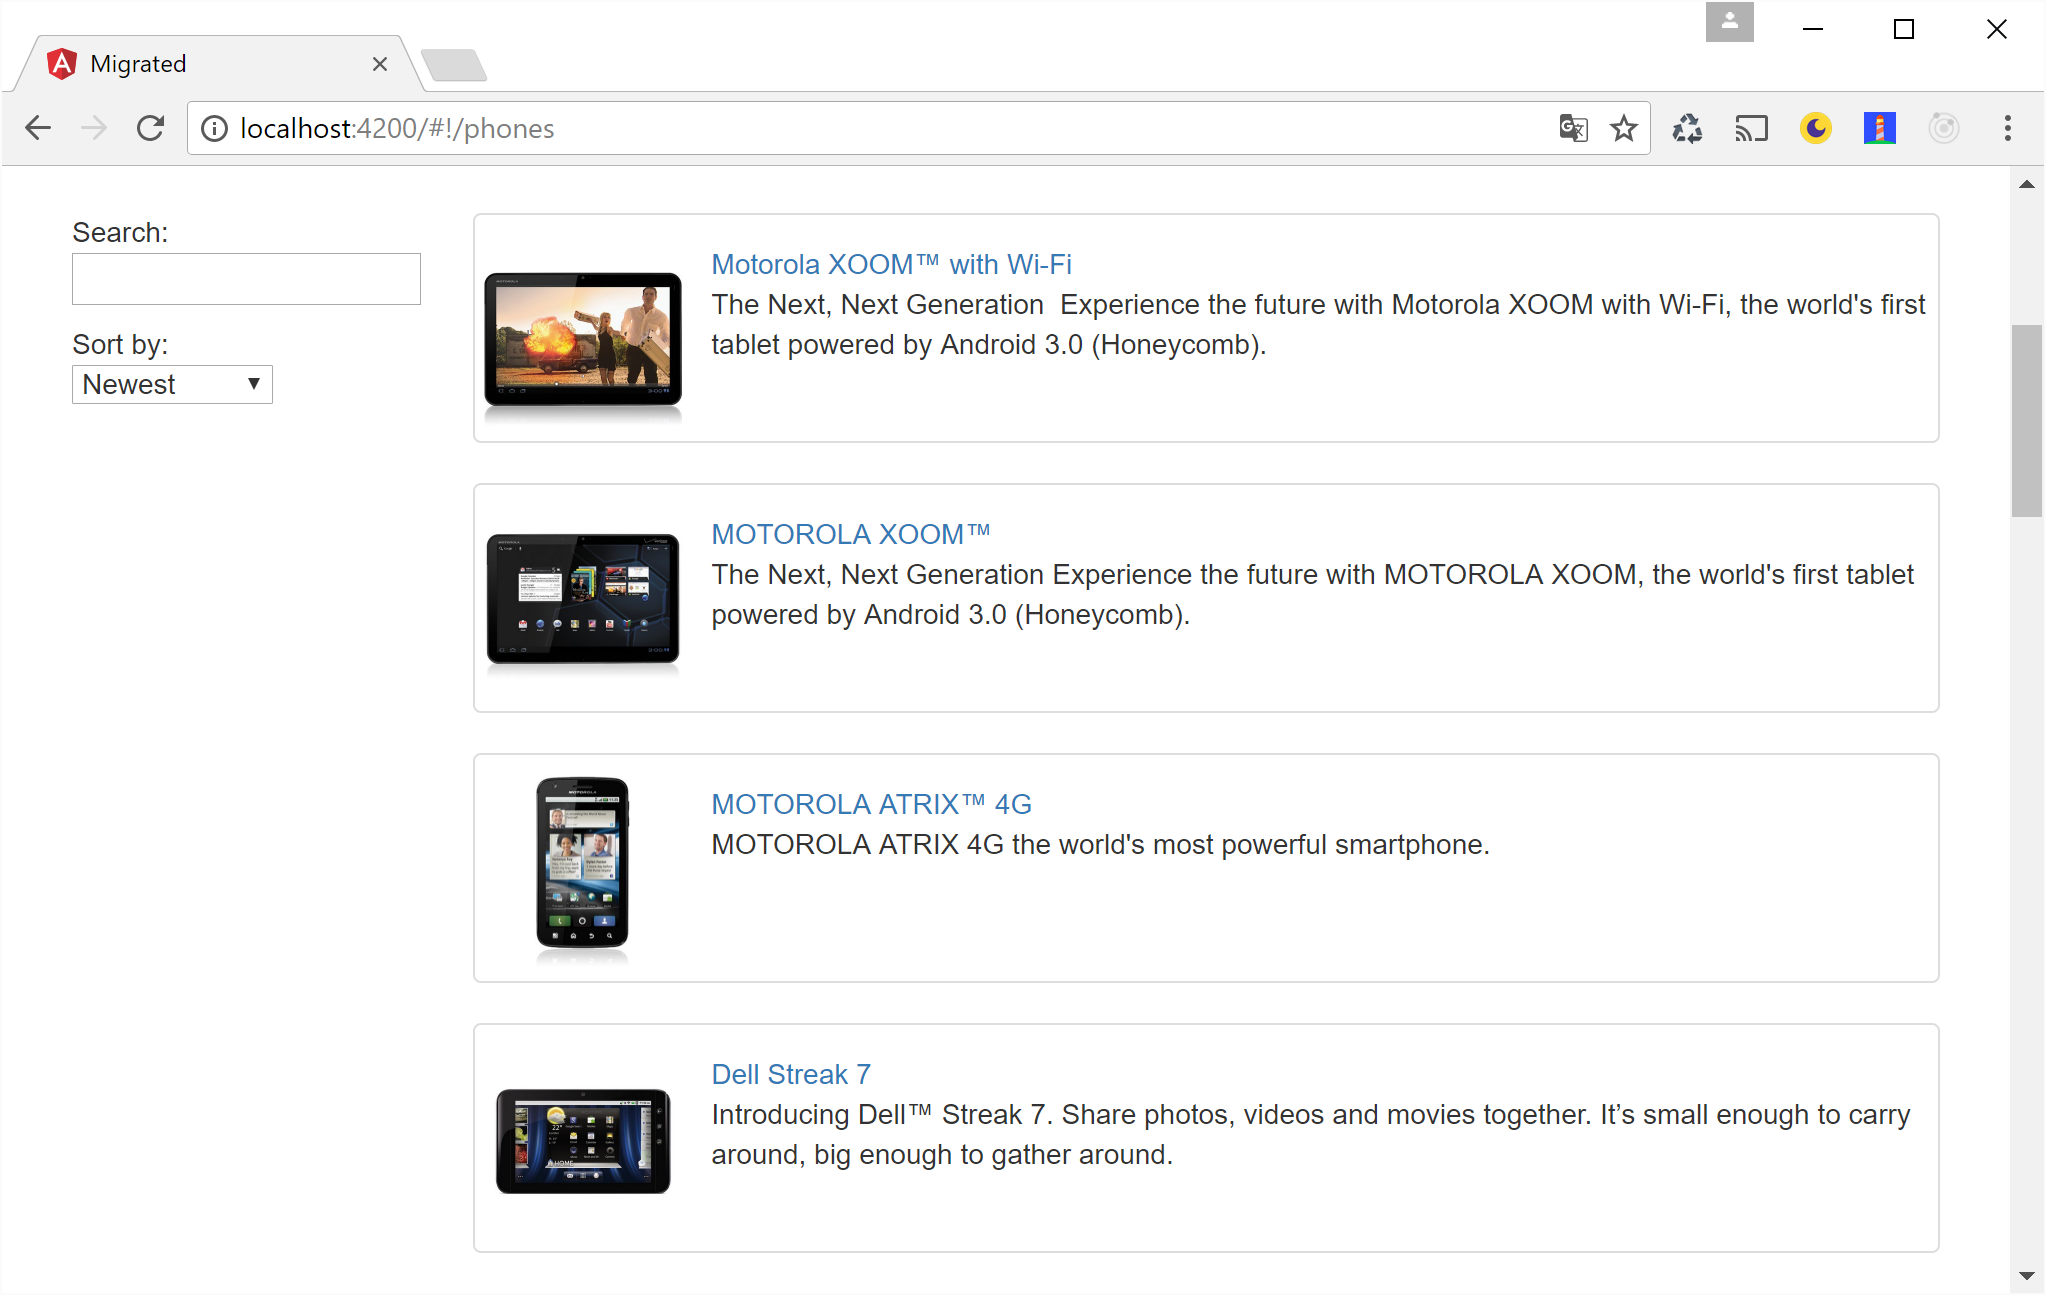 Migrated
localhost:4200/#!/phones
Search:
Sort by:
Newest
Motorola XOOM™ with Wi-Fi
The Next, Next Generation  Experience the future with Motorola XOOM with Wi-Fi, the world's first
tablet powered by Android 3.0 (Honeycomb).
MOTOROLA XOOM™
The Next, Next Generation Experience the future with MOTOROLA XOOM, the world's first tablet
powered by Android 3.0 (Honeycomb).
MOTOROLA ATRIX™ 4G
MOTOROLA ATRIX 4G the world's most powerful smartphone.
Dell Streak 7
Introducing Dell™ Streak 7. Share photos, videos and movies together. It’s small enough to carry
around, big enough to gather around.